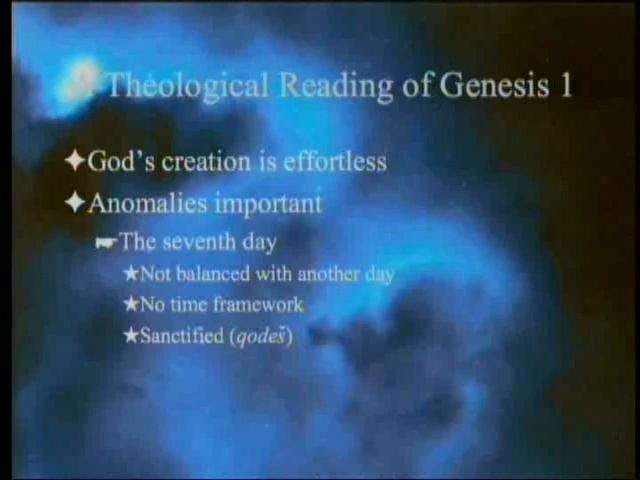 A Theological Reading of Genesis 1
God's creation is effortless
Anomalies important
The seventh day
Not balanced with another day
No time framework
Sanctified (qodeš)